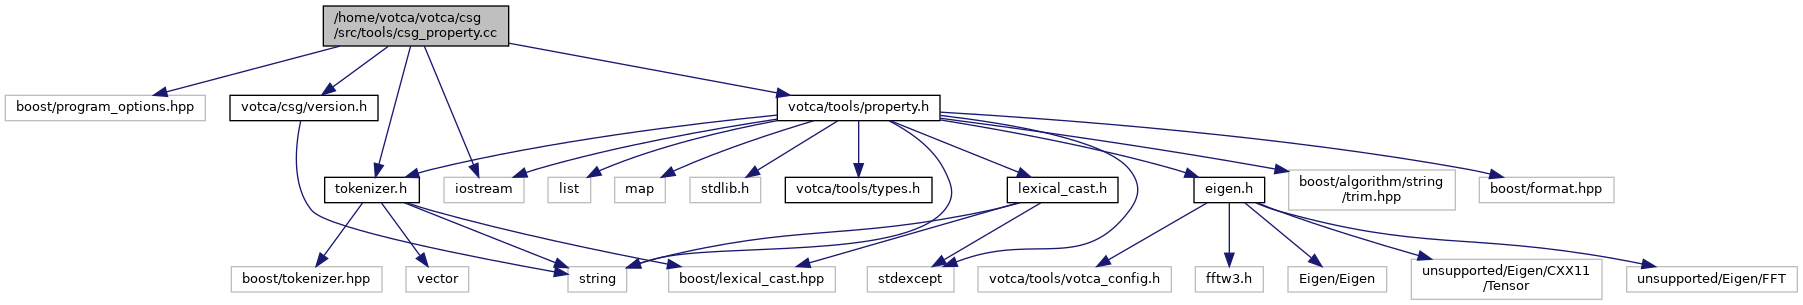 /home/votca/votca/csg
/src/tools/csg_property.cc
boost/program_options.hpp
votca/csg/version.h
votca/tools/property.h
tokenizer.h
iostream
list
map
stdlib.h
votca/tools/types.h
lexical_cast.h
eigen.h
boost/algorithm/string
/trim.hpp
boost/format.hpp
boost/tokenizer.hpp
vector
string
boost/lexical_cast.hpp
stdexcept
votca/tools/votca_config.h
fftw3.h
Eigen/Eigen
unsupported/Eigen/CXX11
/Tensor
unsupported/Eigen/FFT